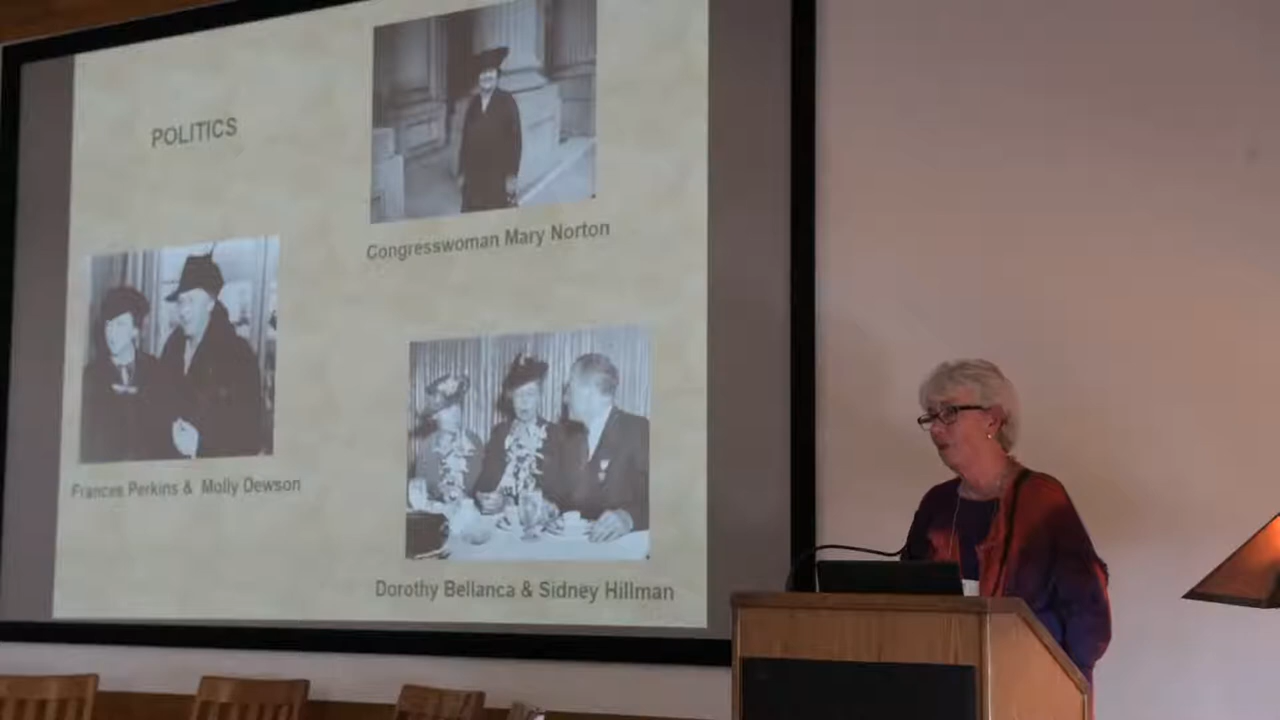 POLITICS
Congresswoman Mary Norton
Frances Perkins & Molly Dewson
Dorothy Bellanca & Sidney Hillman